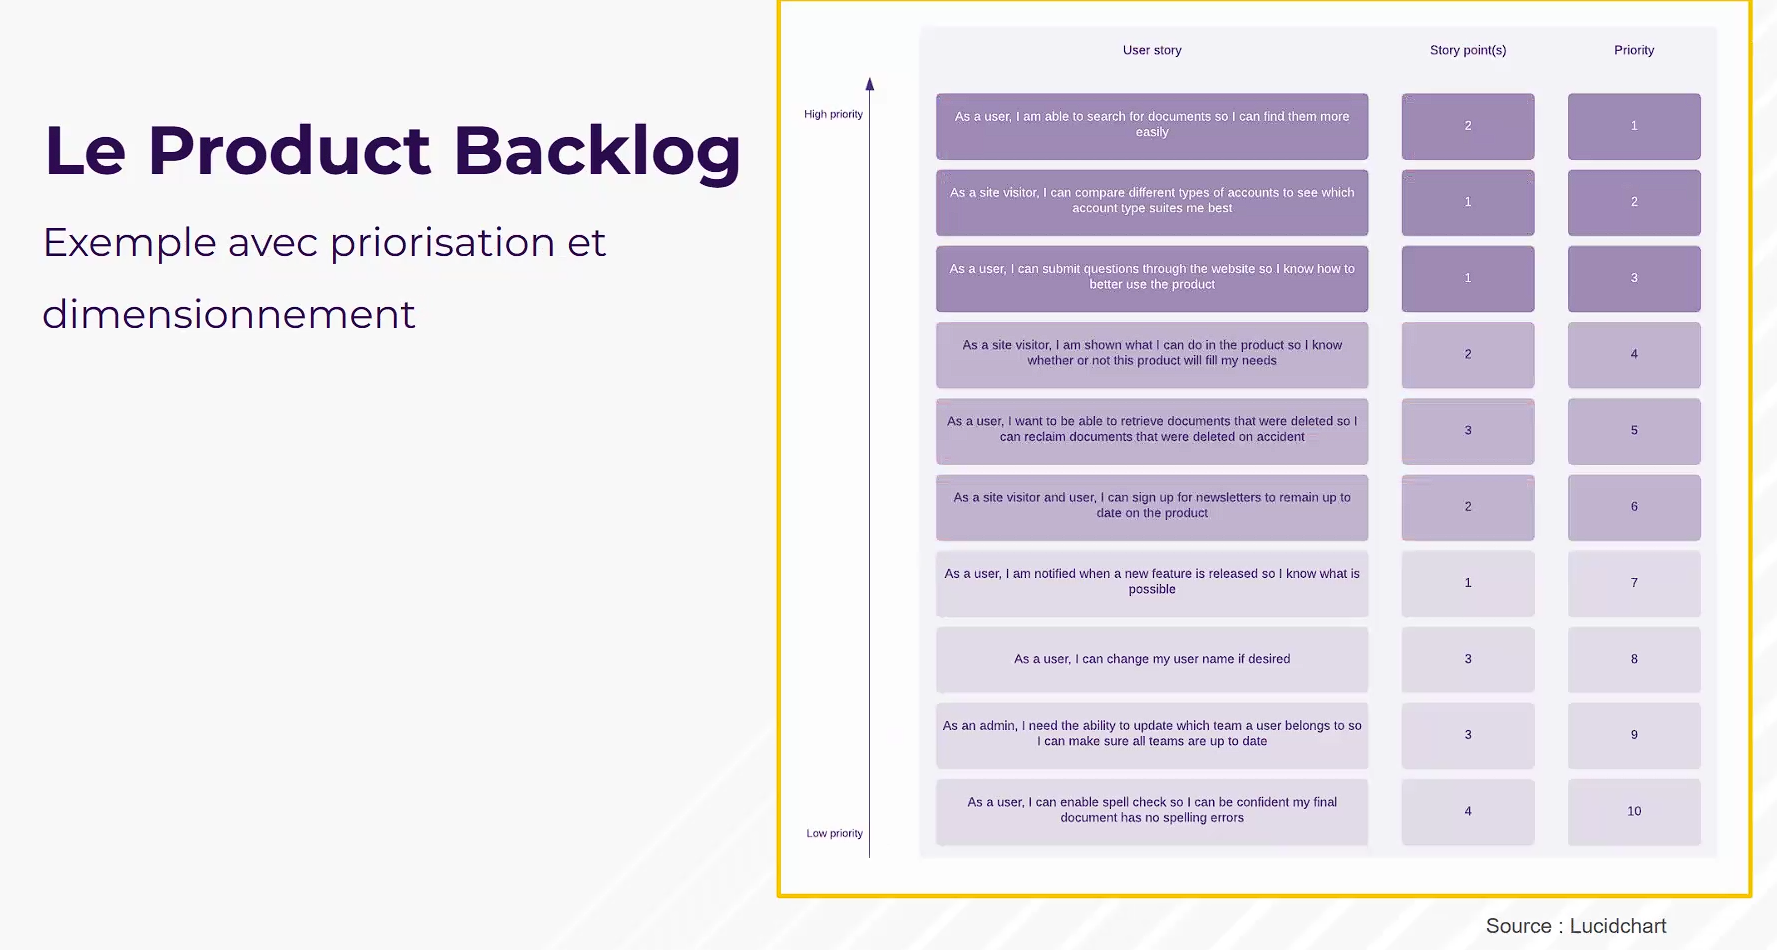 Le Product Backlog
Exemple avec priorisation et
dimensionnement
User story
Story point(s)
Priority
High priority
As a user, I am able to search for documents so I can find them more
easily
2
1
As a site visitor, I can compare different types of accounts to see which
account type suites me best
1
2
As a user, I can submit questions through the website so I know how to
better use the product
1
3
As a site visitor, I am shown what I can do in the product so I know
whether or not this product will fill my needs
2
4
As a user, I want to be able to retrieve documents that were deleted so I
can reclaim documents that were deleted on accident
3
5
As a site visitor and user, I can sign up for newsletters to remain up to
date on the product
2
6
As a user, I am notified when a new feature is released so I know what is
possible
1
7
As a user, I can change my user name if desired
3
8
As an admin, I need the ability to update which team a user belongs to so
I can make sure all teams are up to date
3
9
As a user, I can enable spell check so I can be confident my final
document has no spelling errors
4
10
Low priority
Source : Lucidchart